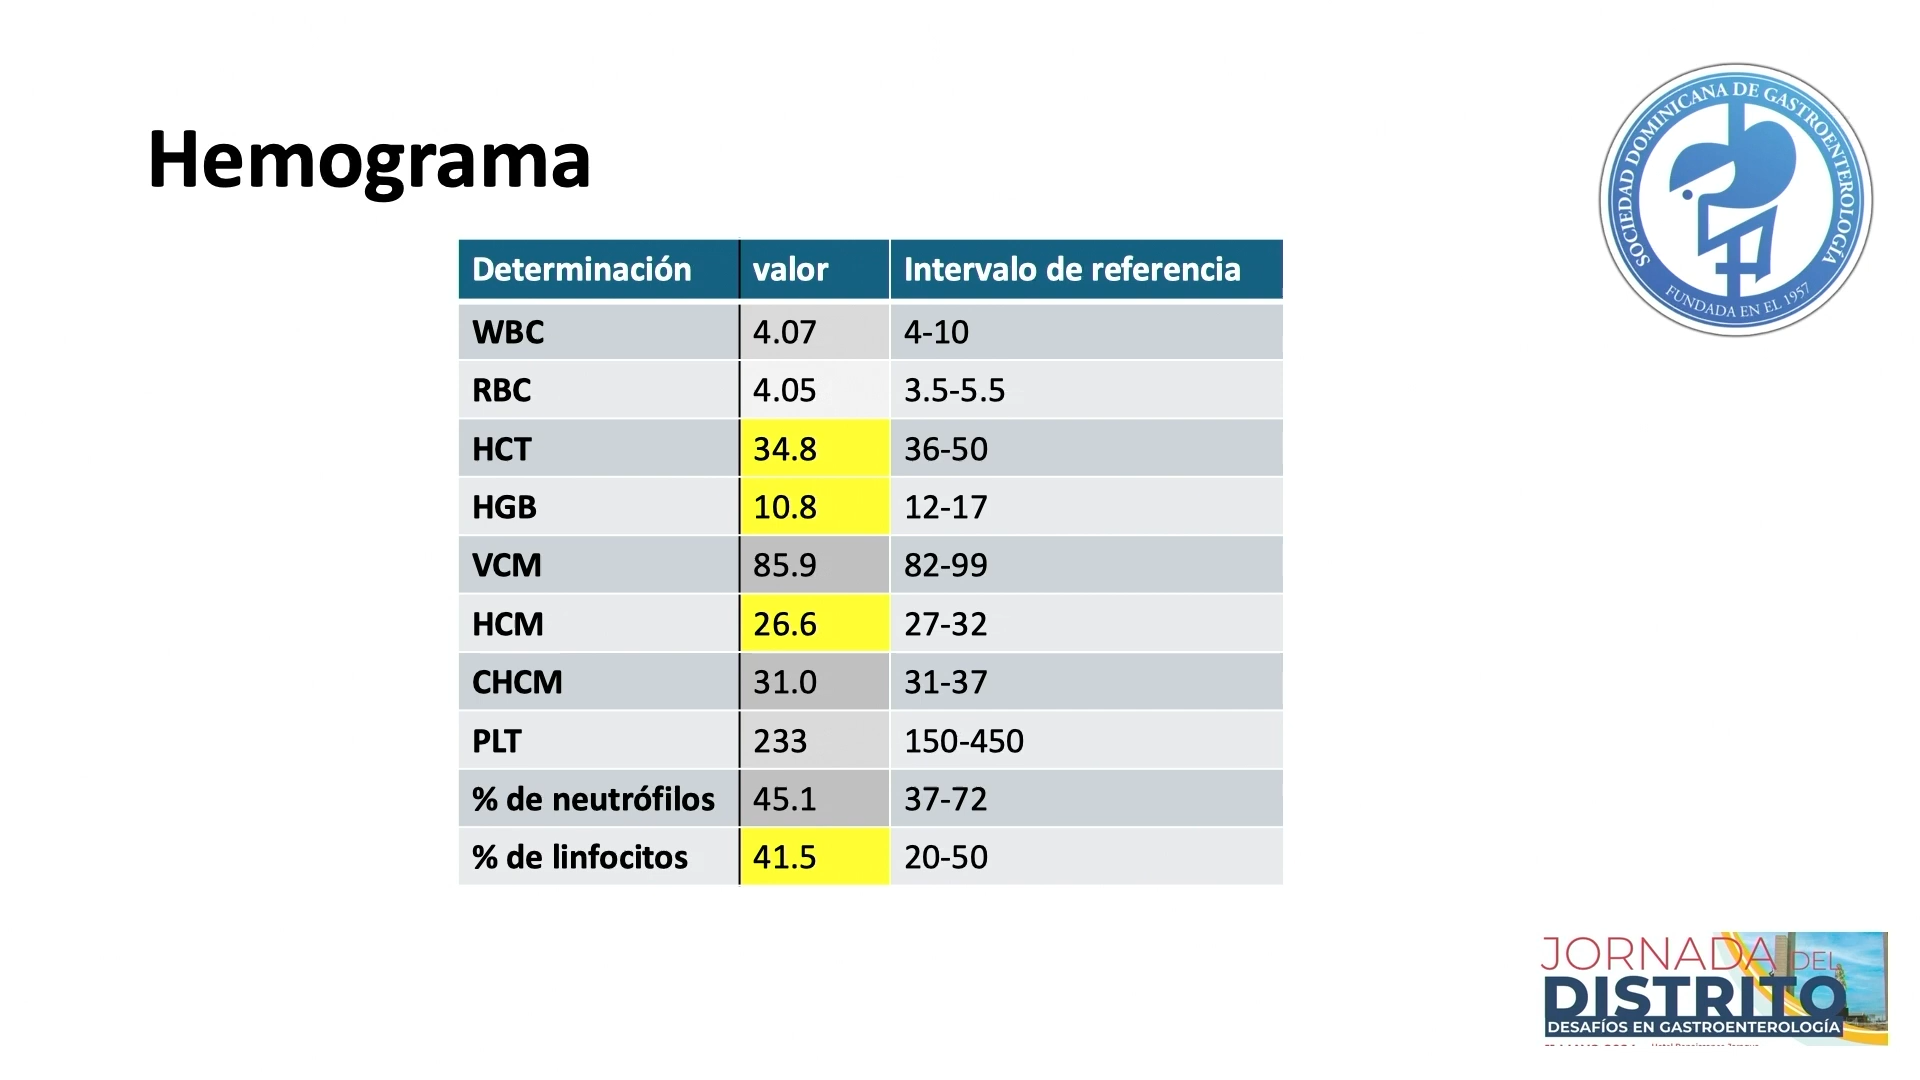 Hemograma
SOCIEDAD DOMINICANA DE GASTROENTEROLOGÍA
FUNDADA EN EL 1957
Determinación valor Intervalo de referencia
WBC 4.07 4-10
RBC 4.05 3.5-5.5
HCT 34.8 36-50
HGB 10.8 12-17
VCM 85.9 82-99
HCM 26.6 27-32
CHCM 31.0 31-37
PLT 233 150-450
% de neutrófilos 45.1 37-72
% de linfocitos 41.5 20-50
JORNADA DEL
DISTRITO
DESAFÍOS EN GASTROENTEROLOGÍA